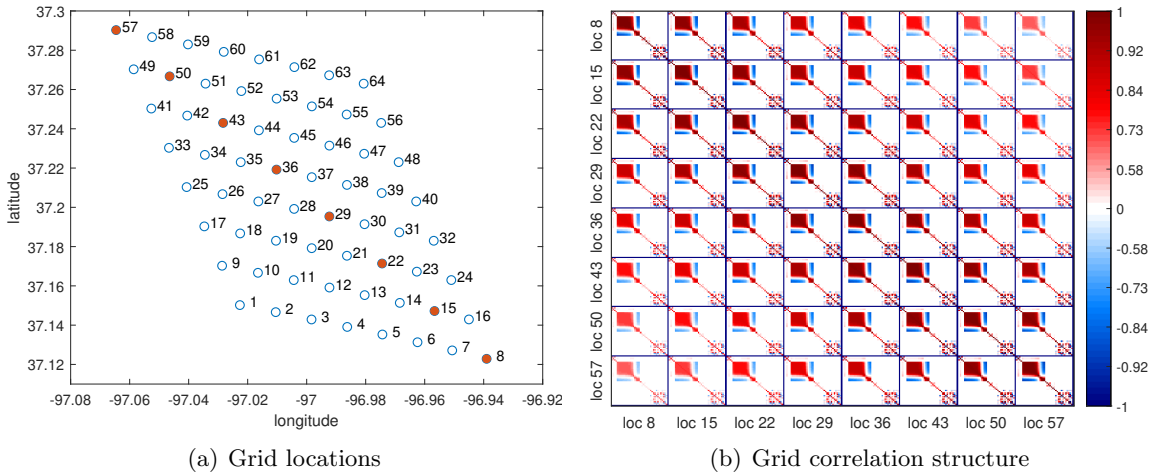 37.3
37.28
37.26
37.24
37.22
37.2
37.18
37.16
37.14
37.12
latitude
57 58 59 60 61 62 63 64
49 50 51 52 53 54 55 56
41 42 43 44 45 46 47 48
33 34 35 36 37 38 39 40
25 26 27 28 29 30 31 32
17 18 19 20 21 22 23 24
9 10 11 12 13 14 15 16
1 2 3 4 5 6 7 8
-97.08 -97.06 -97.04 -97.02 -97 -96.98 -96.96 -96.94 -96.92
longitude
(a) Grid locations
loc 8
loc 15
loc 22
loc 29
loc 36
loc 43
loc 50
loc 57
loc 8 loc 15 loc 22 loc 29 loc 36 loc 43 loc 50 loc 57
1
0.92
0.84
0.73
0.58
0
-0.58
-0.73
-0.84
-0.92
-1
(b) Grid correlation structure